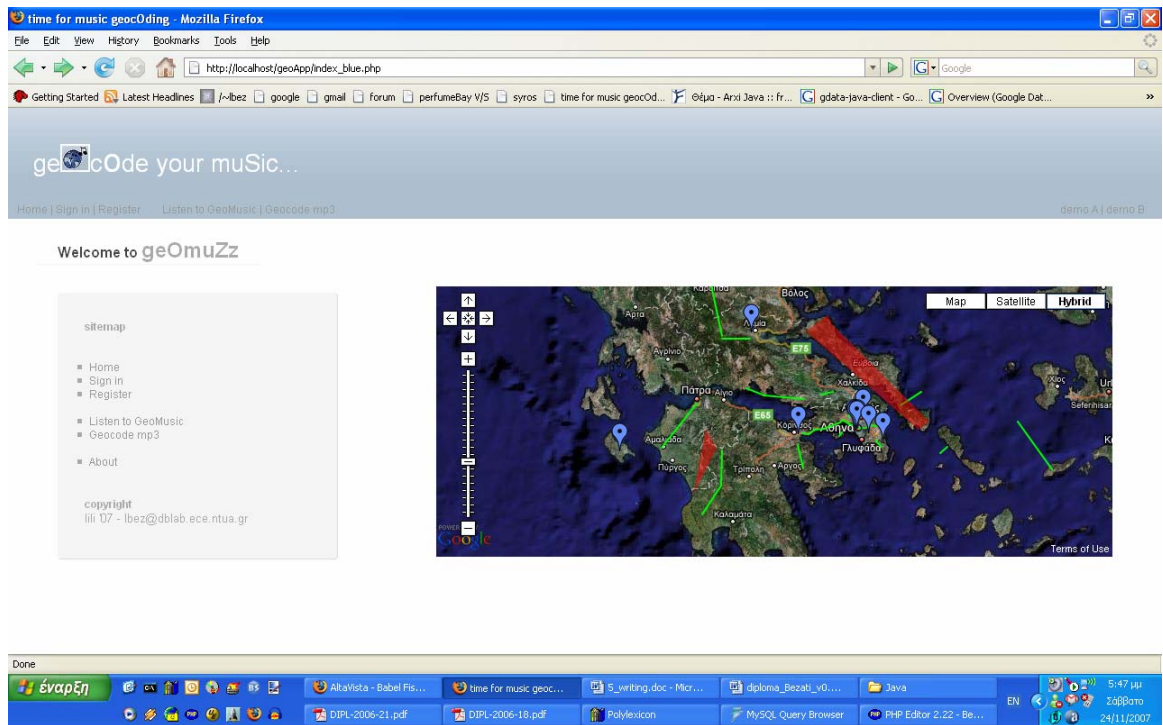 time for music geocOding - Mozilla Firefox
File Edit View History Bookmarks Tools Help
http://localhost/geoApp/index_blue.php
Google
Getting Started Latest Headlines /~lbez google gmail forum perfumeBay V/S syros time for music geocOd... Θέμα - Arxi Java :: fr... gdata-java-client - Go... Overview (Google Dat... »
ge cOde your muSic...
Home | Sign in | Register Listen to GeoMusic | Geocode mp3
demo A | demo B
Welcome to geOmuZz
sitemap
Home
Sign in
Register
Listen to GeoMusic
Geocode mp3
About
copyright
lili '07 - lbez@dblab.ece.ntua.gr
Map Satellite Hybrid
Καρδίτσα
Βόλος
Άρτα
Λαμία
Αγρίνιο
E75
Εύβοια
Χαλκίδα
Χίος
Πάτρα
Αίγιο
Seferihisar
E65
Κόρινθος
Αθήνα
Αμαλιάδα
Γλυφάδα
Πύργος
Τρίπολη
Άργος
Καλαμάτα
POWERED BY
Google
Terms of Use
Done
έναρξη
AltaVista - Babel Fis...
time for music geoc...
5_writing.doc - Micr...
diploma_Bezati_v0....
Java
DIPL-2006-21.pdf
DIPL-2006-18.pdf
Polylexicon
MySQL Query Browser
PHP Editor 2.22 - Be...
EN
5:47 μμ
Σάββατο
24/11/2007